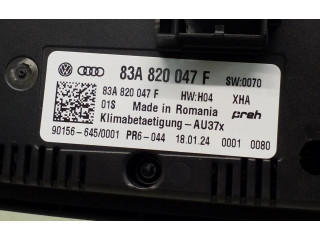 83A 820 047 F SW:0070
83A 820 047 F HW:H04 XHA
01S Made in Romania preh
Klimabetaetigung-AU37x
90156-645/0001 PR6-044 18.01.24 0001 0080